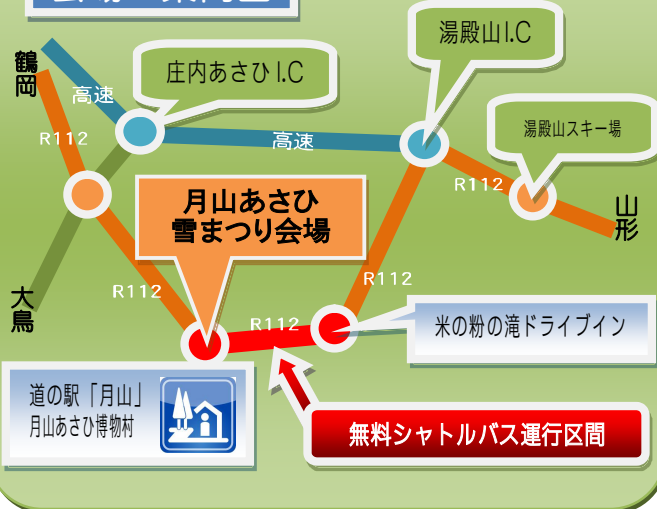 湯殿山I.C
鶴岡
庄内あさひI.C
高速
R112
高速
湯殿山スキー場
R112
山形
月山あさひ
雪まつり会場
大鳥
R112
R112
R112
米の粉の滝ドライブイン
道の駅「月山」
月山あさひ博物村
無料シャトルバス運行区間